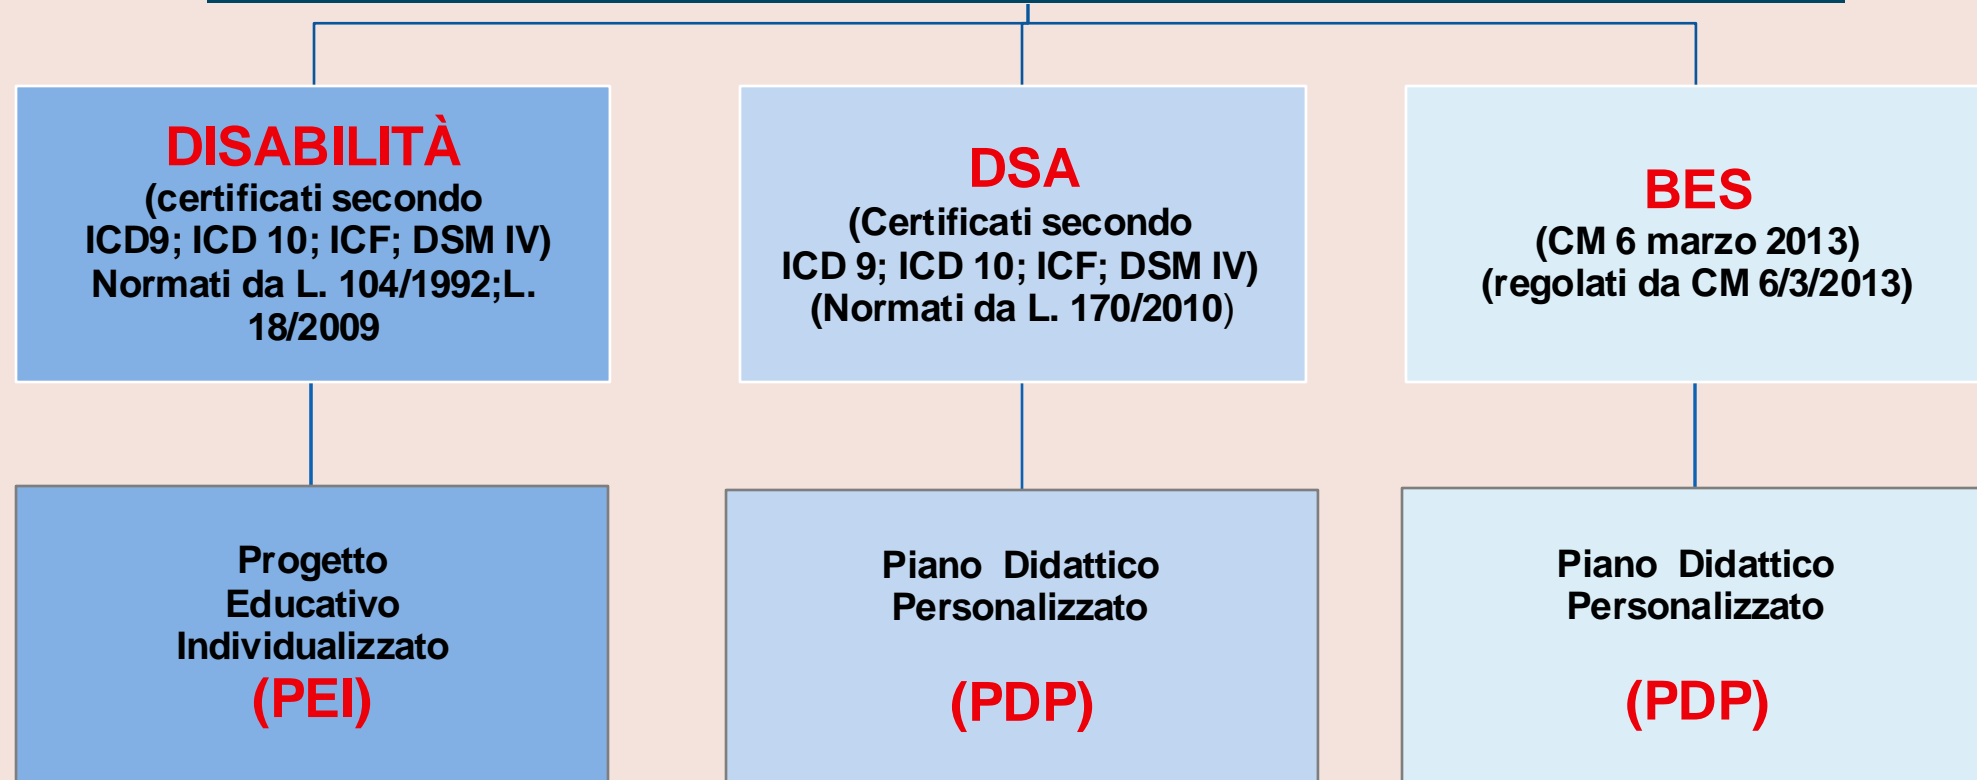 DISABILITÀ
(certificati secondo
ICD9; ICD 10; ICF; DSM IV)
Normati da L. 104/1992;L.
18/2009
DSA
(Certificati secondo
ICD 9; ICD 10; ICF; DSM IV)
(Normati da L. 170/2010)
BES
(CM 6 marzo 2013)
(regolati da CM 6/3/2013)
Progetto
Educativo
Individualizzato
(PEI)
Piano Didattico
Personalizzato
(PDP)
Piano Didattico
Personalizzato
(PDP)